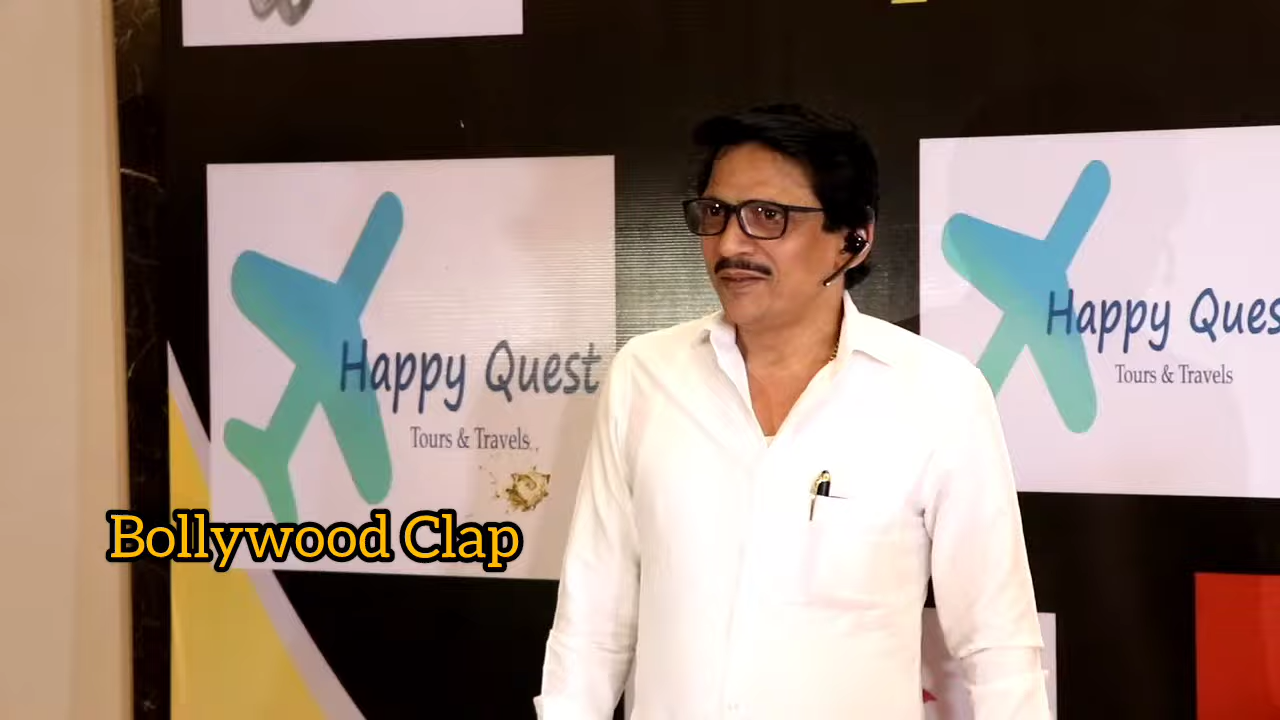 Happy Quest
Tours & Travels
Happy Ques
Tours & Travels
Bollywood Clap